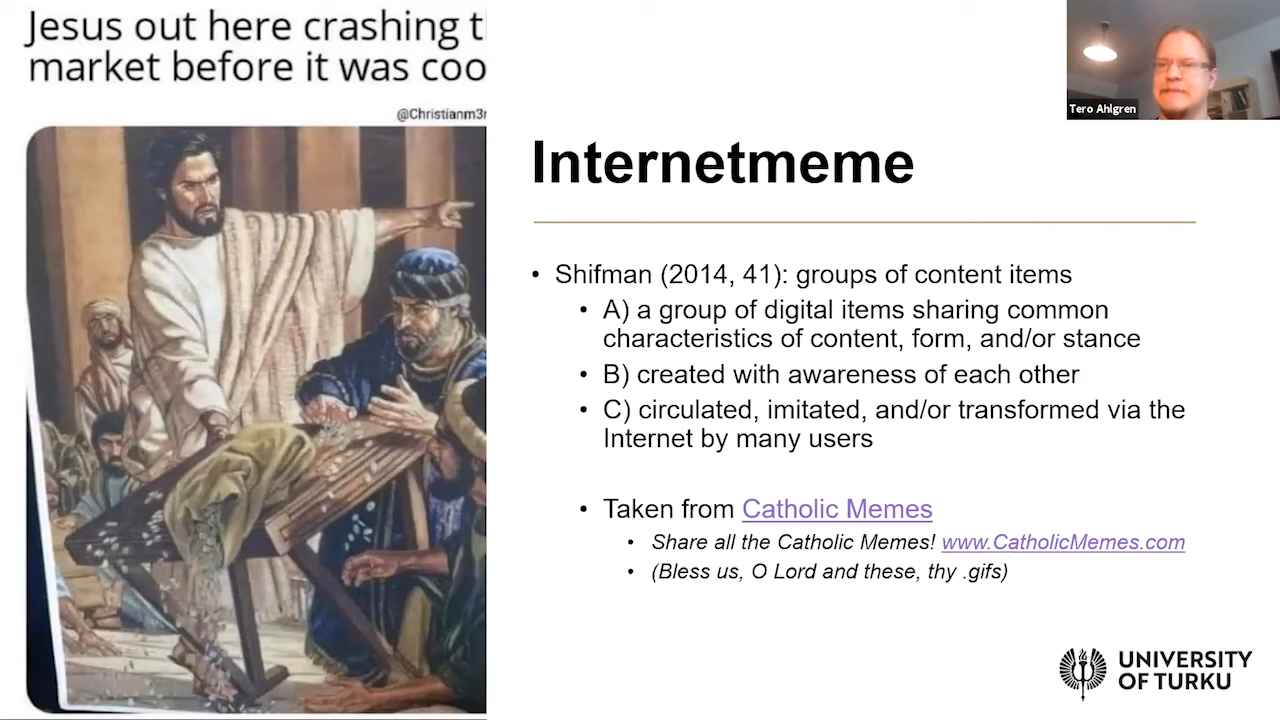 Jesus out here crashing t
market before it was coo
@Christianm3
Tero Ahlgren
Internetmeme
• Shifman (2014, 41): groups of content items
• A) a group of digital items sharing common
characteristics of content, form, and/or stance
• B) created with awareness of each other
• C) circulated, imitated, and/or transformed via the
Internet by many users
• Taken from Catholic Memes
• Share all the Catholic Memes! www.CatholicMemes.com
• (Bless us, O Lord and these, thy .gifs)
UNIVERSITY
OF TURKU